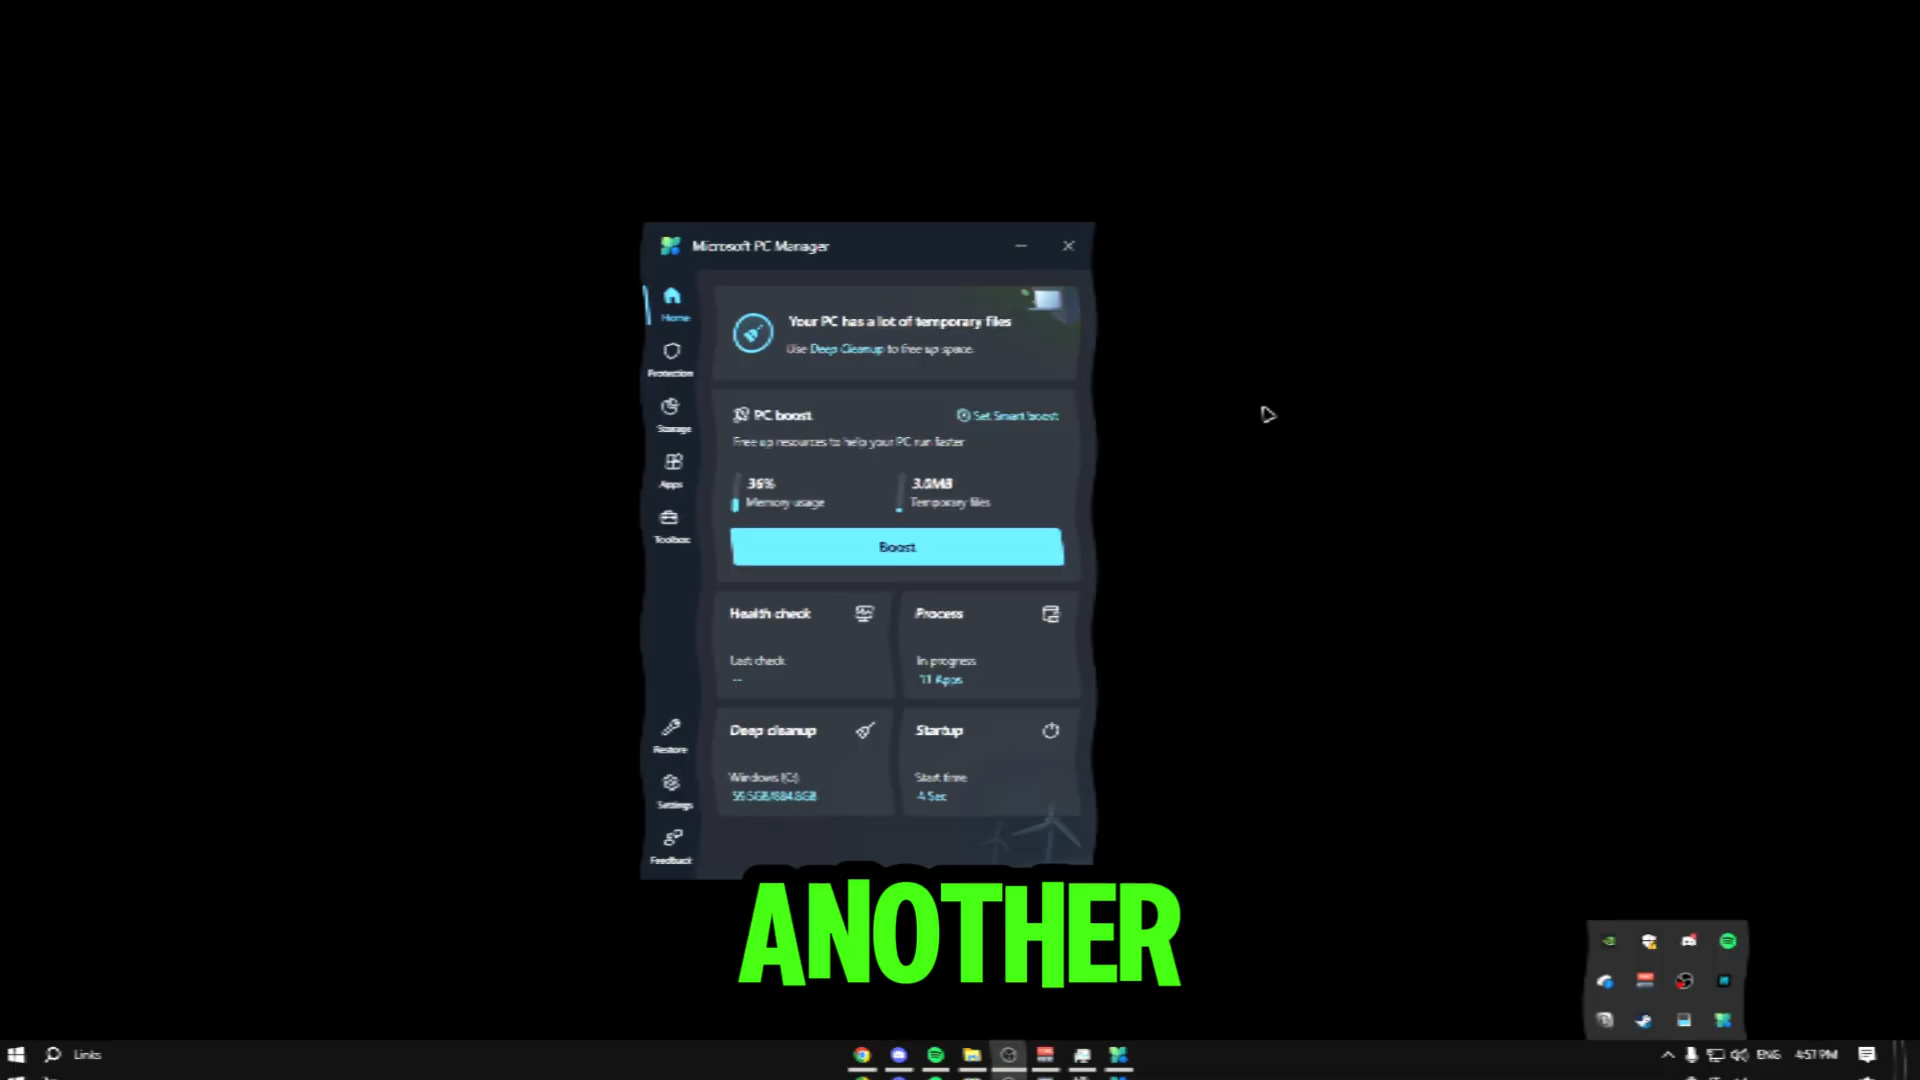 Microsoft PC Manager
Home
Your PC has a lot of temporary files
Use Deep Cleanup to free up space.
Protection
Storage
PC boost
Set Smart boost
Free up resources to help your PC run faster
Apps
36%
3.0MB
Memory usage
Temporary files
Toolbox
Boost
Health check
Process
Last check
--
In progress
11 Apps
Deep cleanup
Startup
Restore
Windows (C:)
Start time
4 Sec
Settings
Feedback
ANOTHER
Links
ENG
4:57 PM